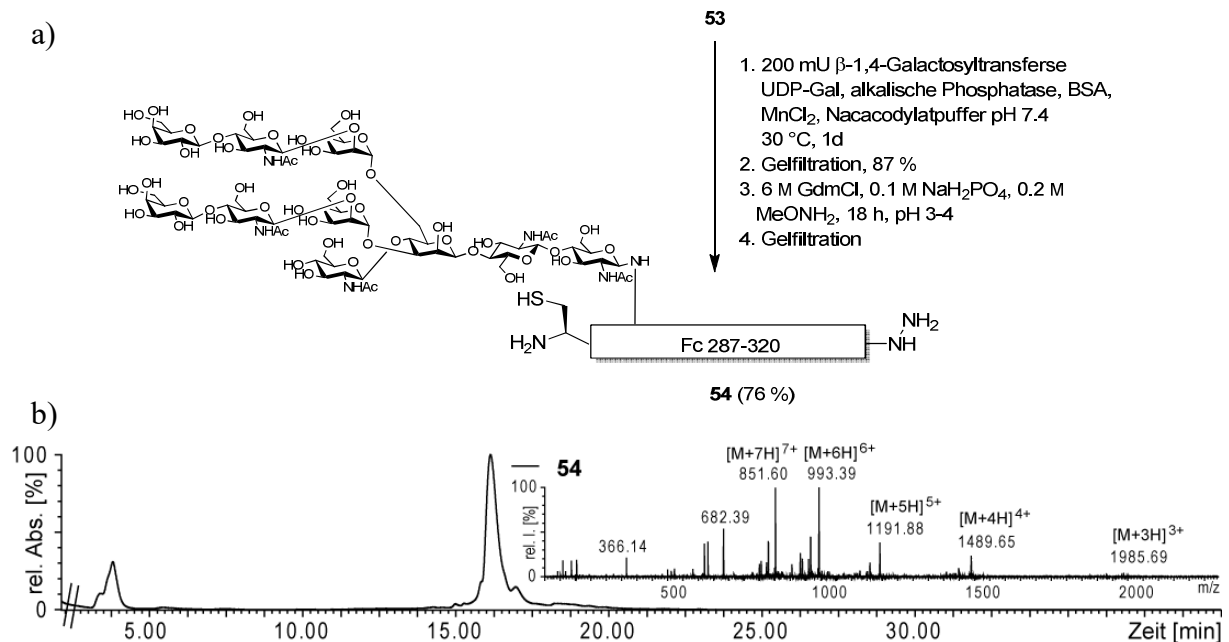 a)
53
1. 200 mU β-1,4-Galactosyltransferse
UDP-Gal, alkalische Phosphatase, BSA,
MnCl2, Nacacodylatpuffer pH 7.4
30 °C, 1d
2. Gelfiltration, 87 %
3. 6 M GdmCl, 0.1 M NaH2PO4, 0.2 M
MeONH2, 18 h, pH 3-4
4. Gelfiltration
HO OH OH HO OH
HO O O HO O O HO O
OH NHAc O
HO OH OH HO OH
HO O O HO O O HO O OH
OH NHAc O O O NHAc OH
HO HO O O HO O HO O NH
HO NHAc OH NHAc
HS
H2N
Fc 287-320
NH2
NH
54 (76 %)
b)
rel. Abs. [%]
100
80
60
40
20
0
5.00 10.00 15.00 20.00 25.00 30.00 Zeit [min]
54
rel. I. [%]
100
50
0
366.14
682.39
[M+7H]7+
851.60
[M+6H]6+
993.39
[M+5H]5+
1191.88
[M+4H]4+
1489.65
[M+3H]3+
1985.69
500 1000 1500 2000 m/z